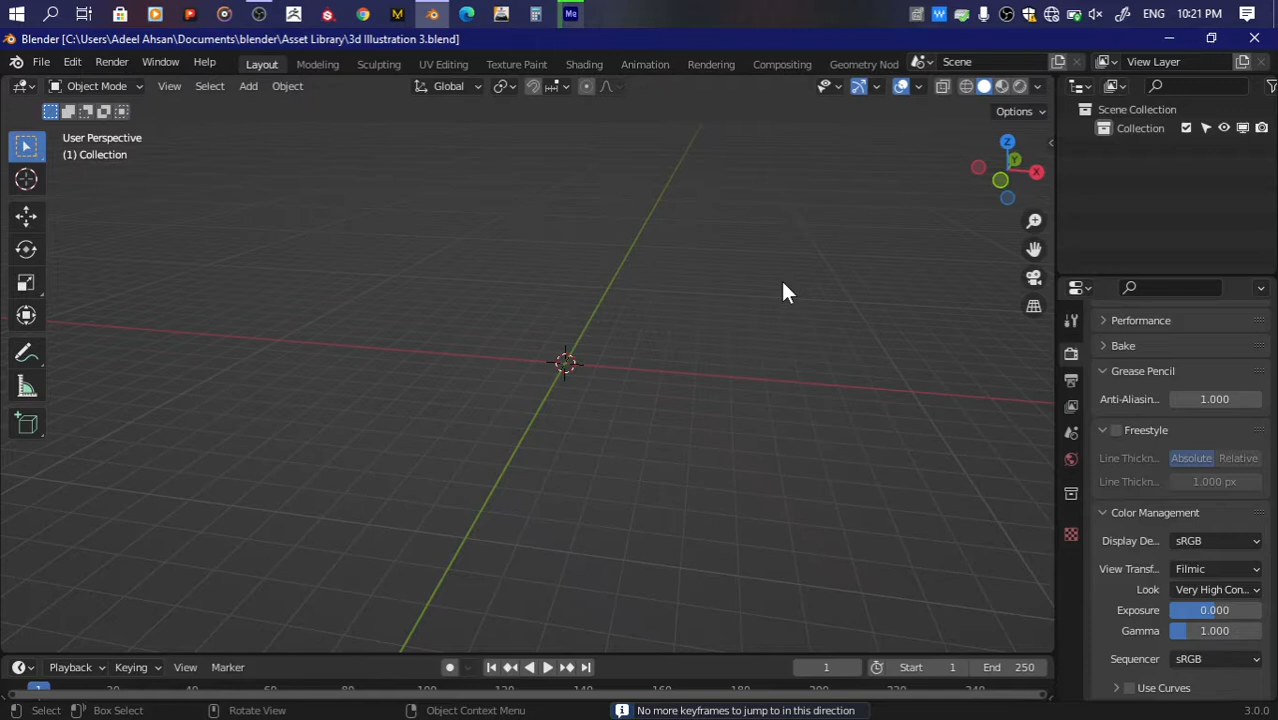 Me
ENG
10:21 PM
Blender [C:\Users\Adeel Ahsan\Documents\blender\Asset Library\3d Illustration 3.blend]
File Edit Render Window Help
Layout Modeling Sculpting UV Editing Texture Paint Shading Animation Rendering Compositing Geometry Nod
Scene
View Layer
Object Mode View Select Add Object
Global
Options
User Perspective
(1) Collection
Z
Y
X
Scene Collection
Collection
Performance
Bake
Grease Pencil
Anti-Aliasin... 1.000
Freestyle
Line Thickn... Absolute Relative
Line Thickn... 1.000 px
Color Management
Display De... sRGB
View Transf... Filmic
Look Very High Con...
Exposure 0.000
Gamma 1.000
Sequencer sRGB
Use Curves
Playback Keying View Marker
1 Start 1 End 250
1
Select Box Select Rotate View Object Context Menu No more keyframes to jump to in this direction 3.0.0